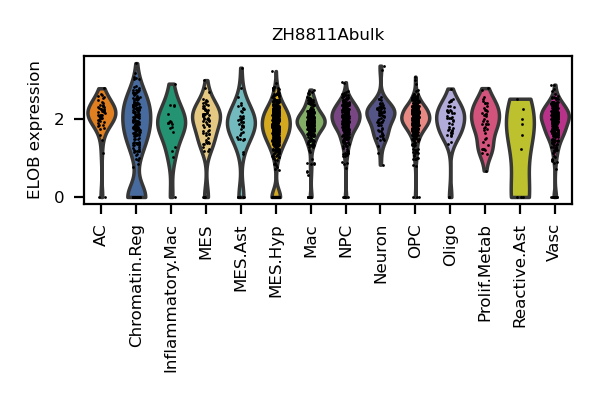 ZH8811Abulk
ELOB expression
2
0
AC
Chromatin.Reg
Inflammatory.Mac
MES
MES.Ast
MES.Hyp
Mac
NPC
Neuron
OPC
Oligo
Prolif.Metab
Reactive.Ast
Vasc